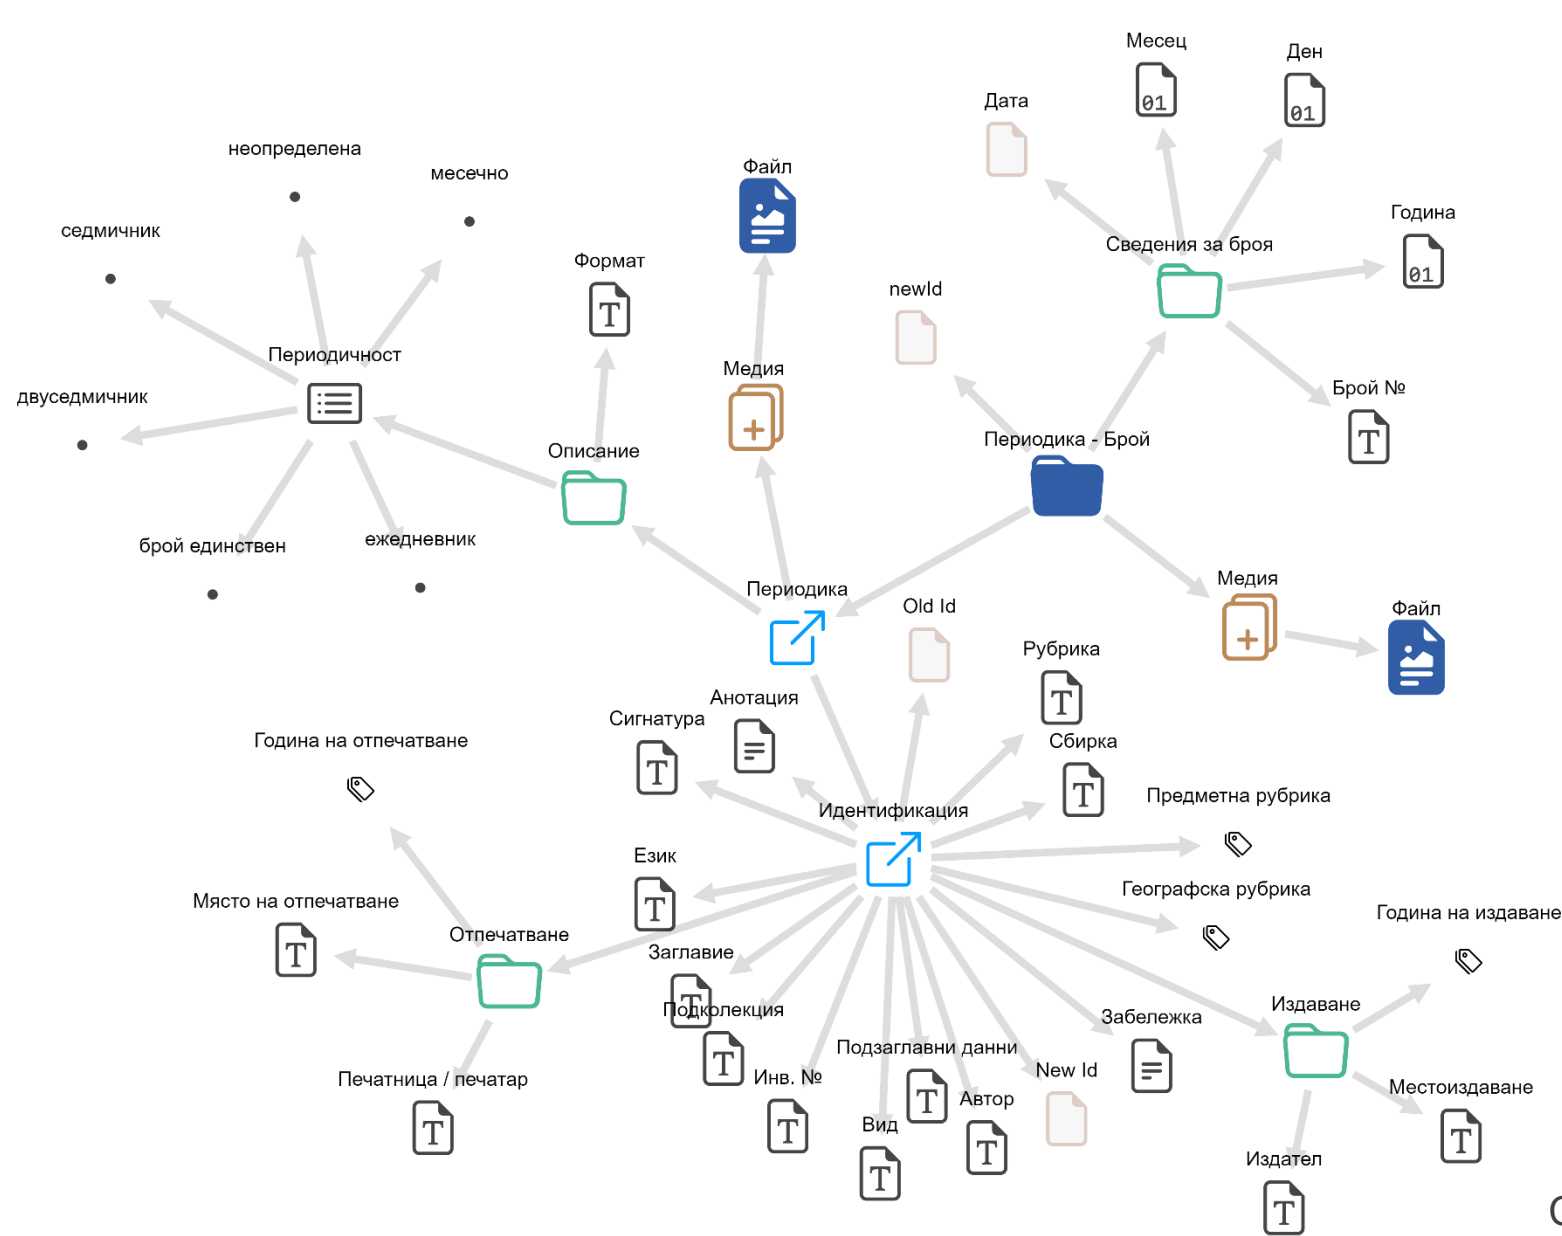 Месец
01
Ден
01
Дата
неопределена
месечно
Файл
седмичник
Година
01
Сведения за броя
Формат
T
newId
Периодичност
Медия
двуседмичник
Брой №
T
Периодика - Брой
Описание
брой единствен
ежедневник
Медия
Периодика
Old Id
Файл
Рубрика
T
Анотация
Сигнатура
T
Година на отпечатване
Сбирка
T
Предметна рубрика
Идентификация
Език
T
Географска рубрика
Място на отпечатване
T
Година на издаване
Отпечатване
Заглавие
T
Подколекция
T
Издаване
Забележка
Подзаглавни данни
T
New Id
Инв. №
T
Печатница / печатар
T
Местоиздаване
T
Автор
T
Вид
T
Издател
T